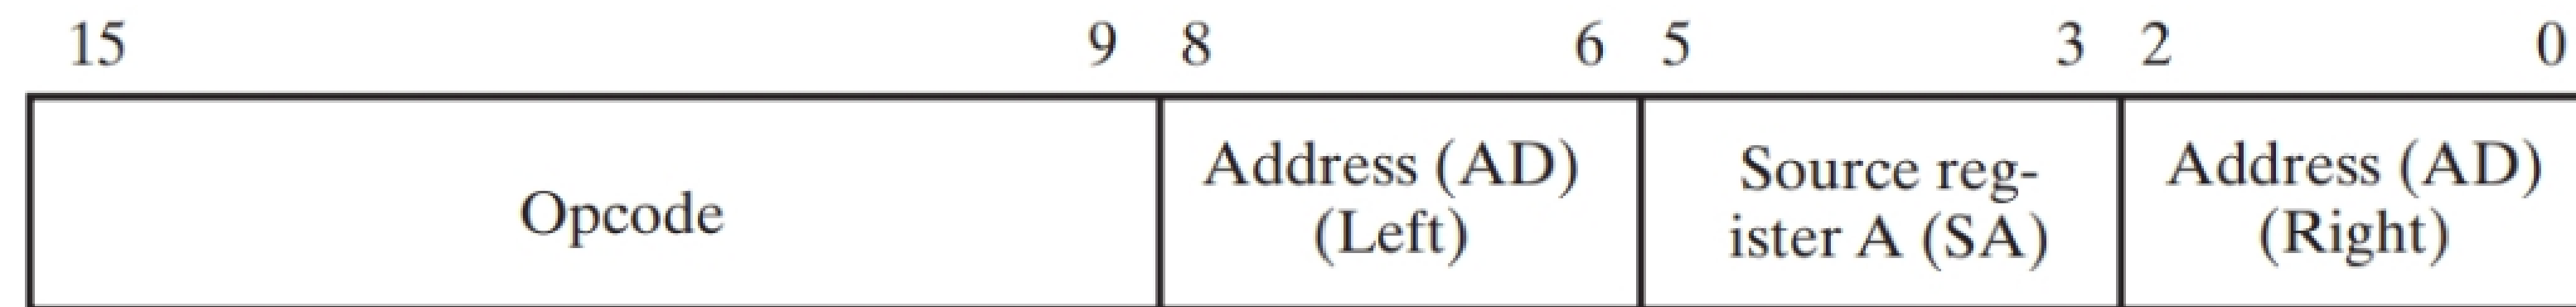 15 9 8 6 5 3 2 0
Opcode
Address (AD)
(Left)
Source reg-
ister A (SA)
Address (AD)
(Right)